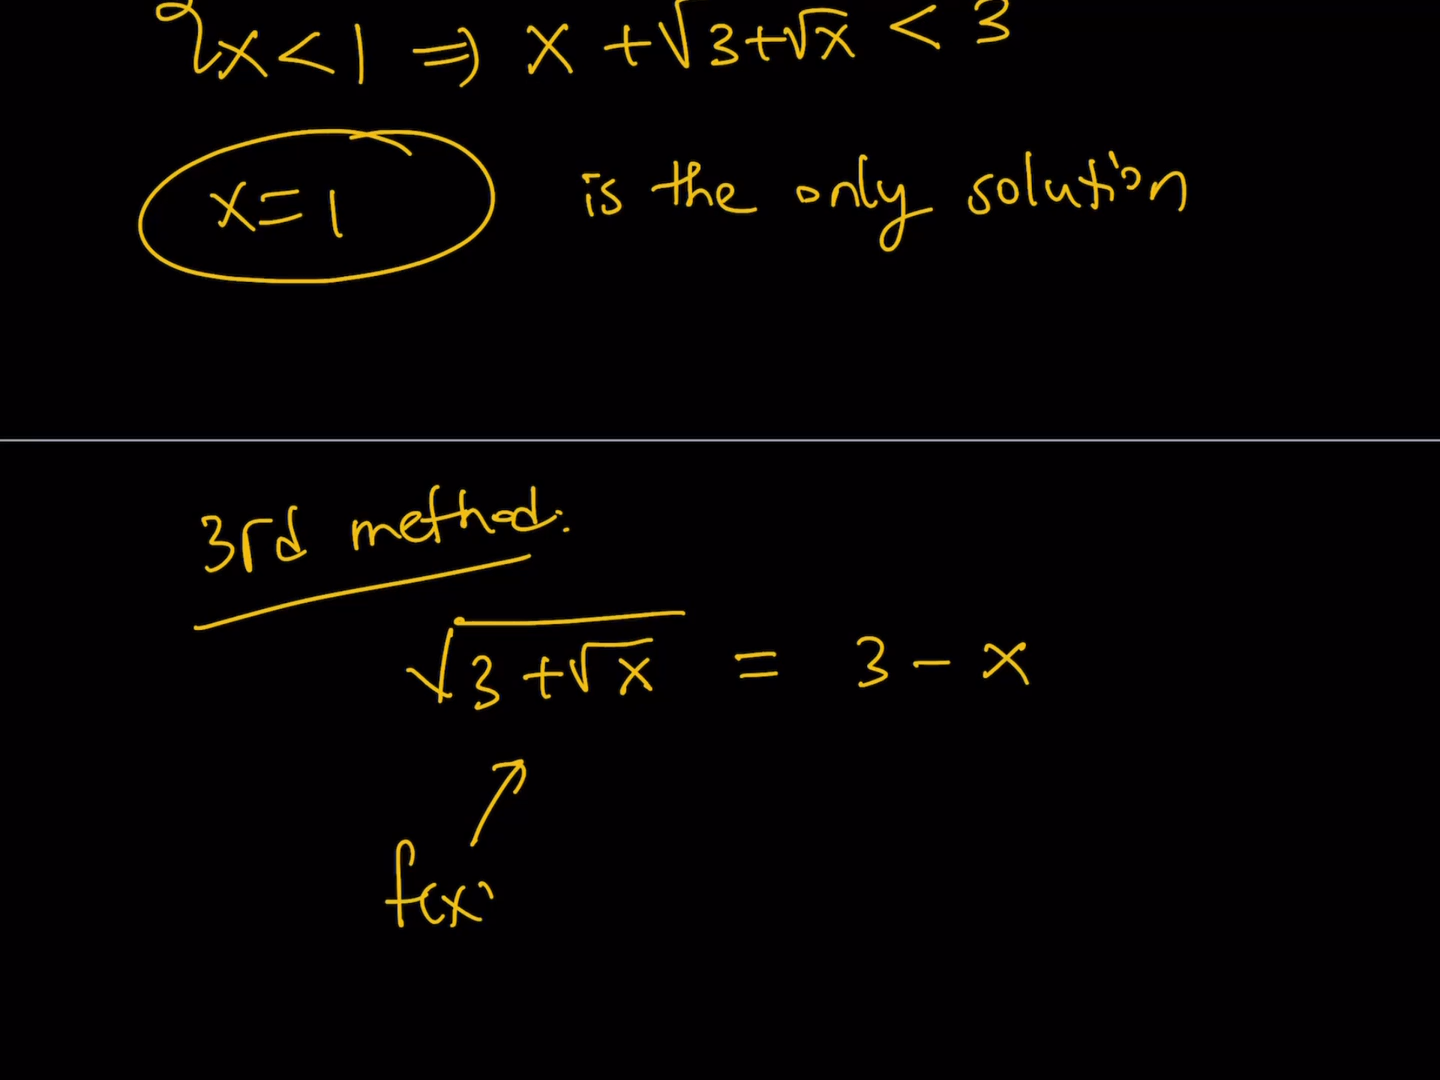 x < 1 ⇒ x + √(3+√x) < 3
x = 1 is the only solution
3rd method:
√(3+√x) = 3 - x
f(x)